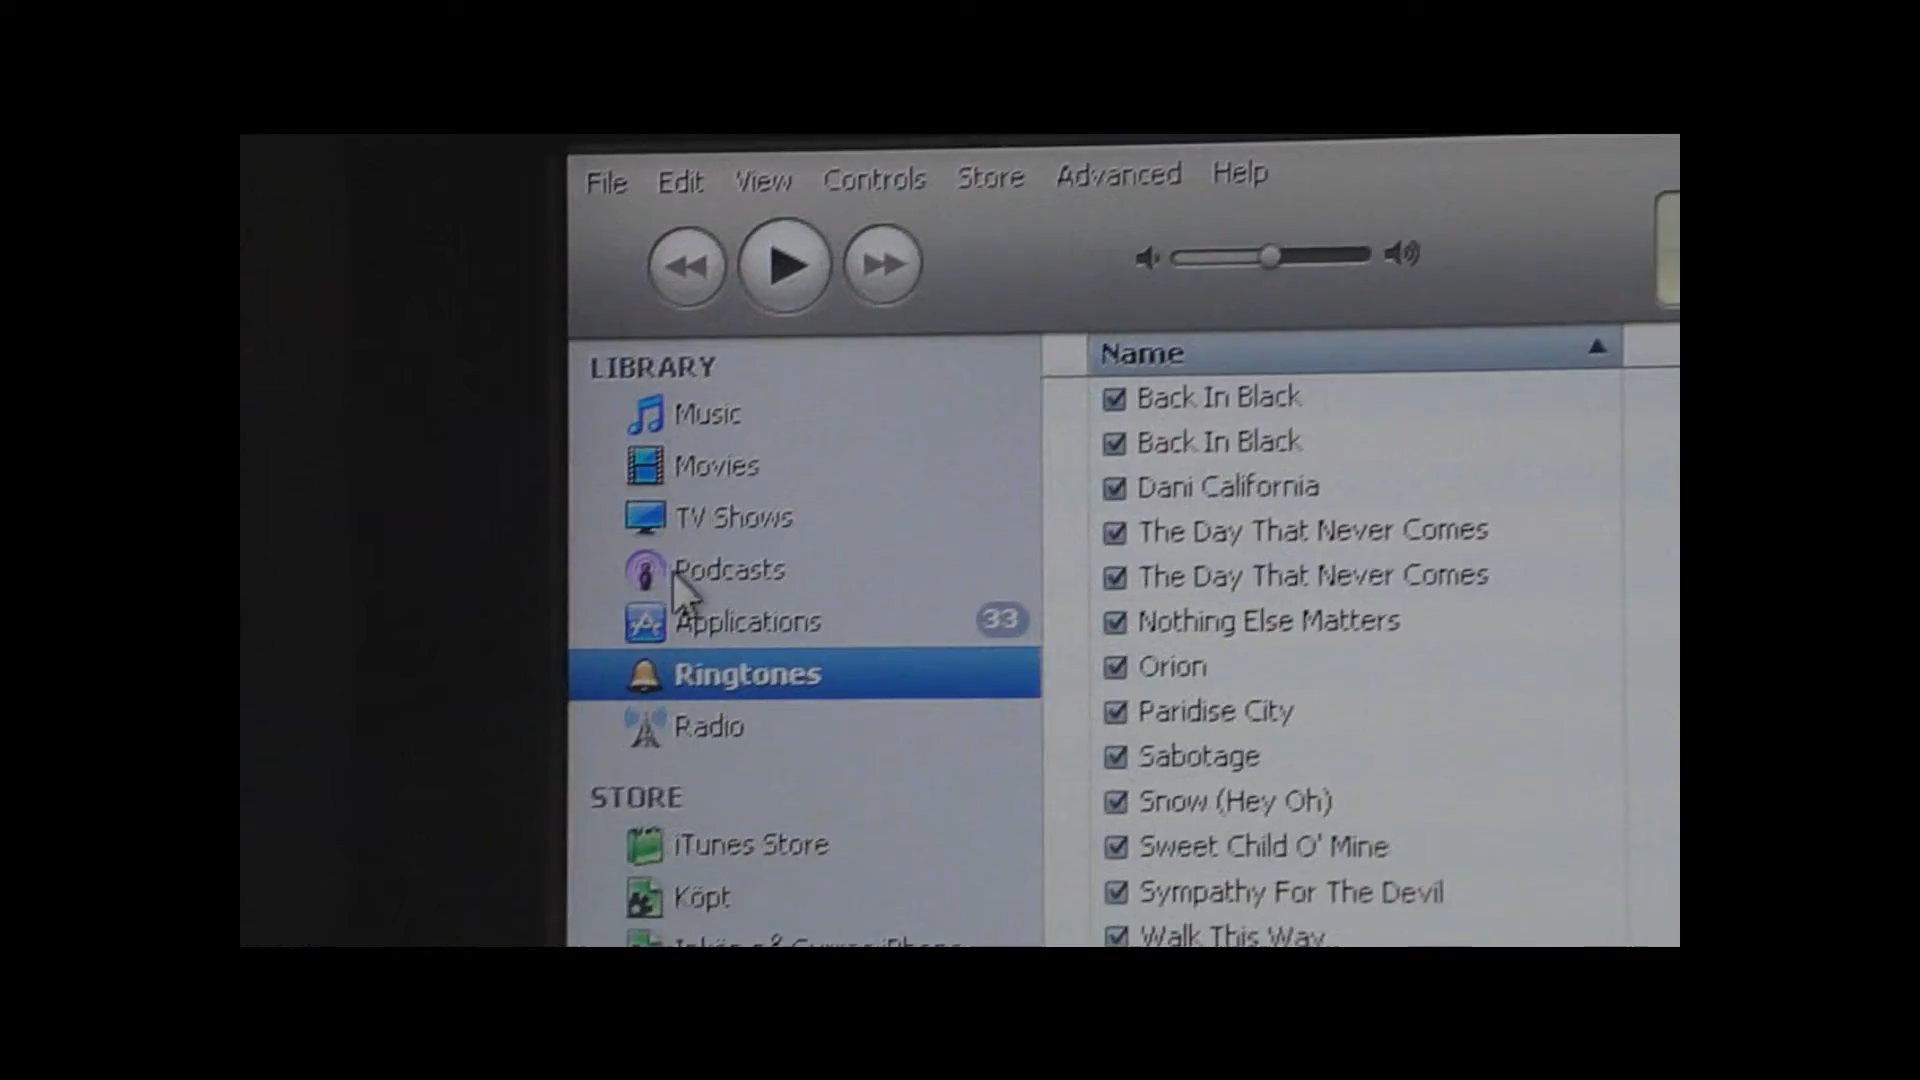 File Edit View Controls Store Advanced Help
LIBRARY
Music
Movies
TV Shows
Podcasts
Applications 33
Ringtones
Radio
STORE
iTunes Store
Köpt
Name
Back In Black
Back In Black
Dani California
The Day That Never Comes
The Day That Never Comes
Nothing Else Matters
Orion
Paridise City
Sabotage
Snow (Hey Oh)
Sweet Child O' Mine
Sympathy For The Devil
Walk This Way